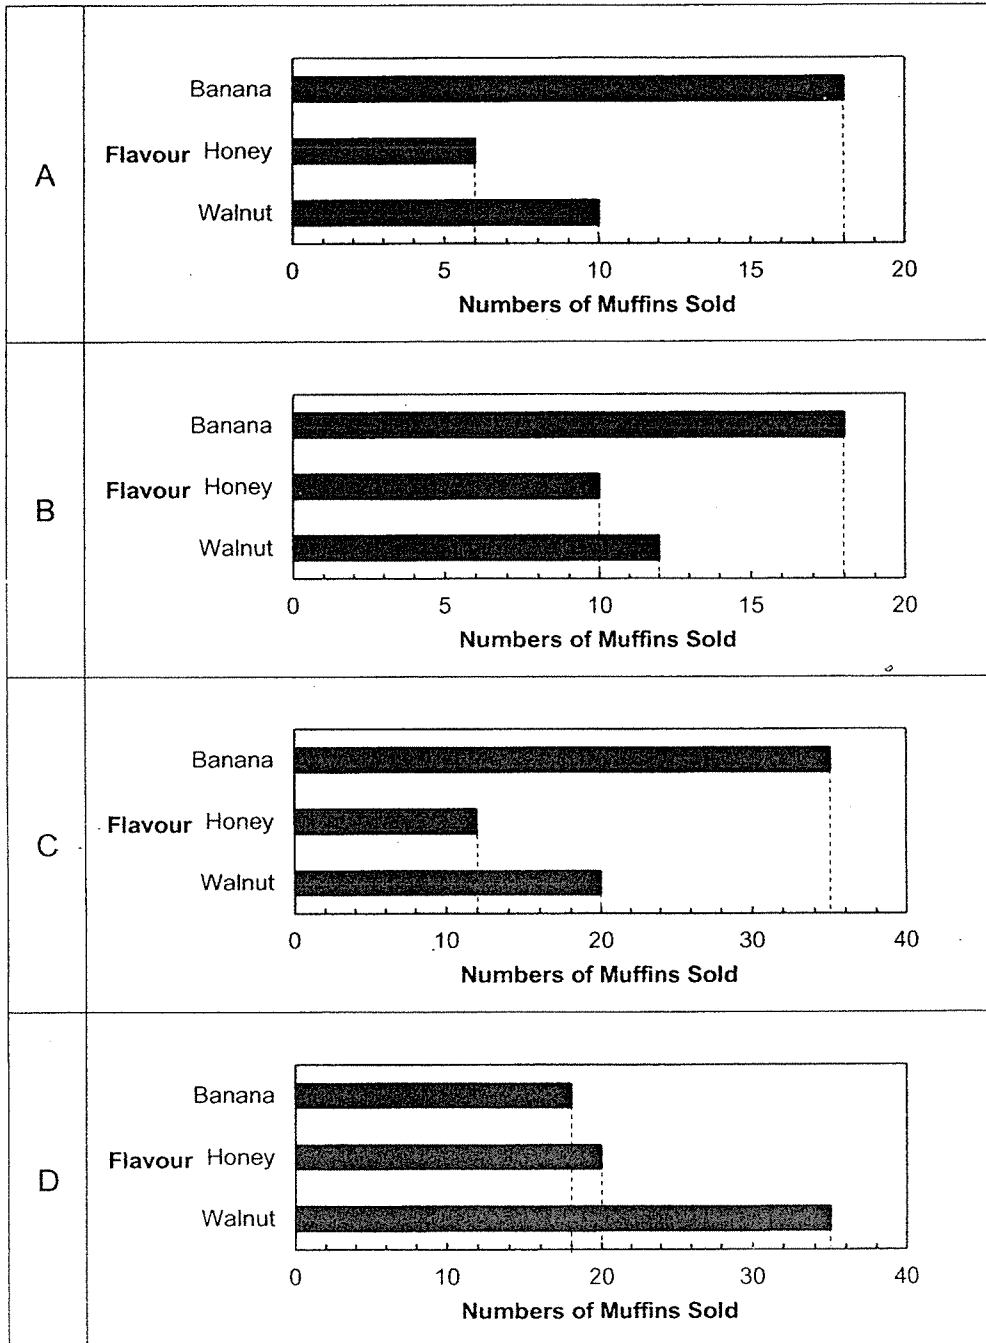 A
Banana
Flavour Honey
Walnut
0 5 10 15 20
Numbers of Muffins Sold
B
Banana
Flavour Honey
Walnut
0 5 10 15 20
Numbers of Muffins Sold
C
Banana
Flavour Honey
Walnut
0 10 20 30 40
Numbers of Muffins Sold
D
Banana
Flavour Honey
Walnut
0 10 20 30 40
Numbers of Muffins Sold